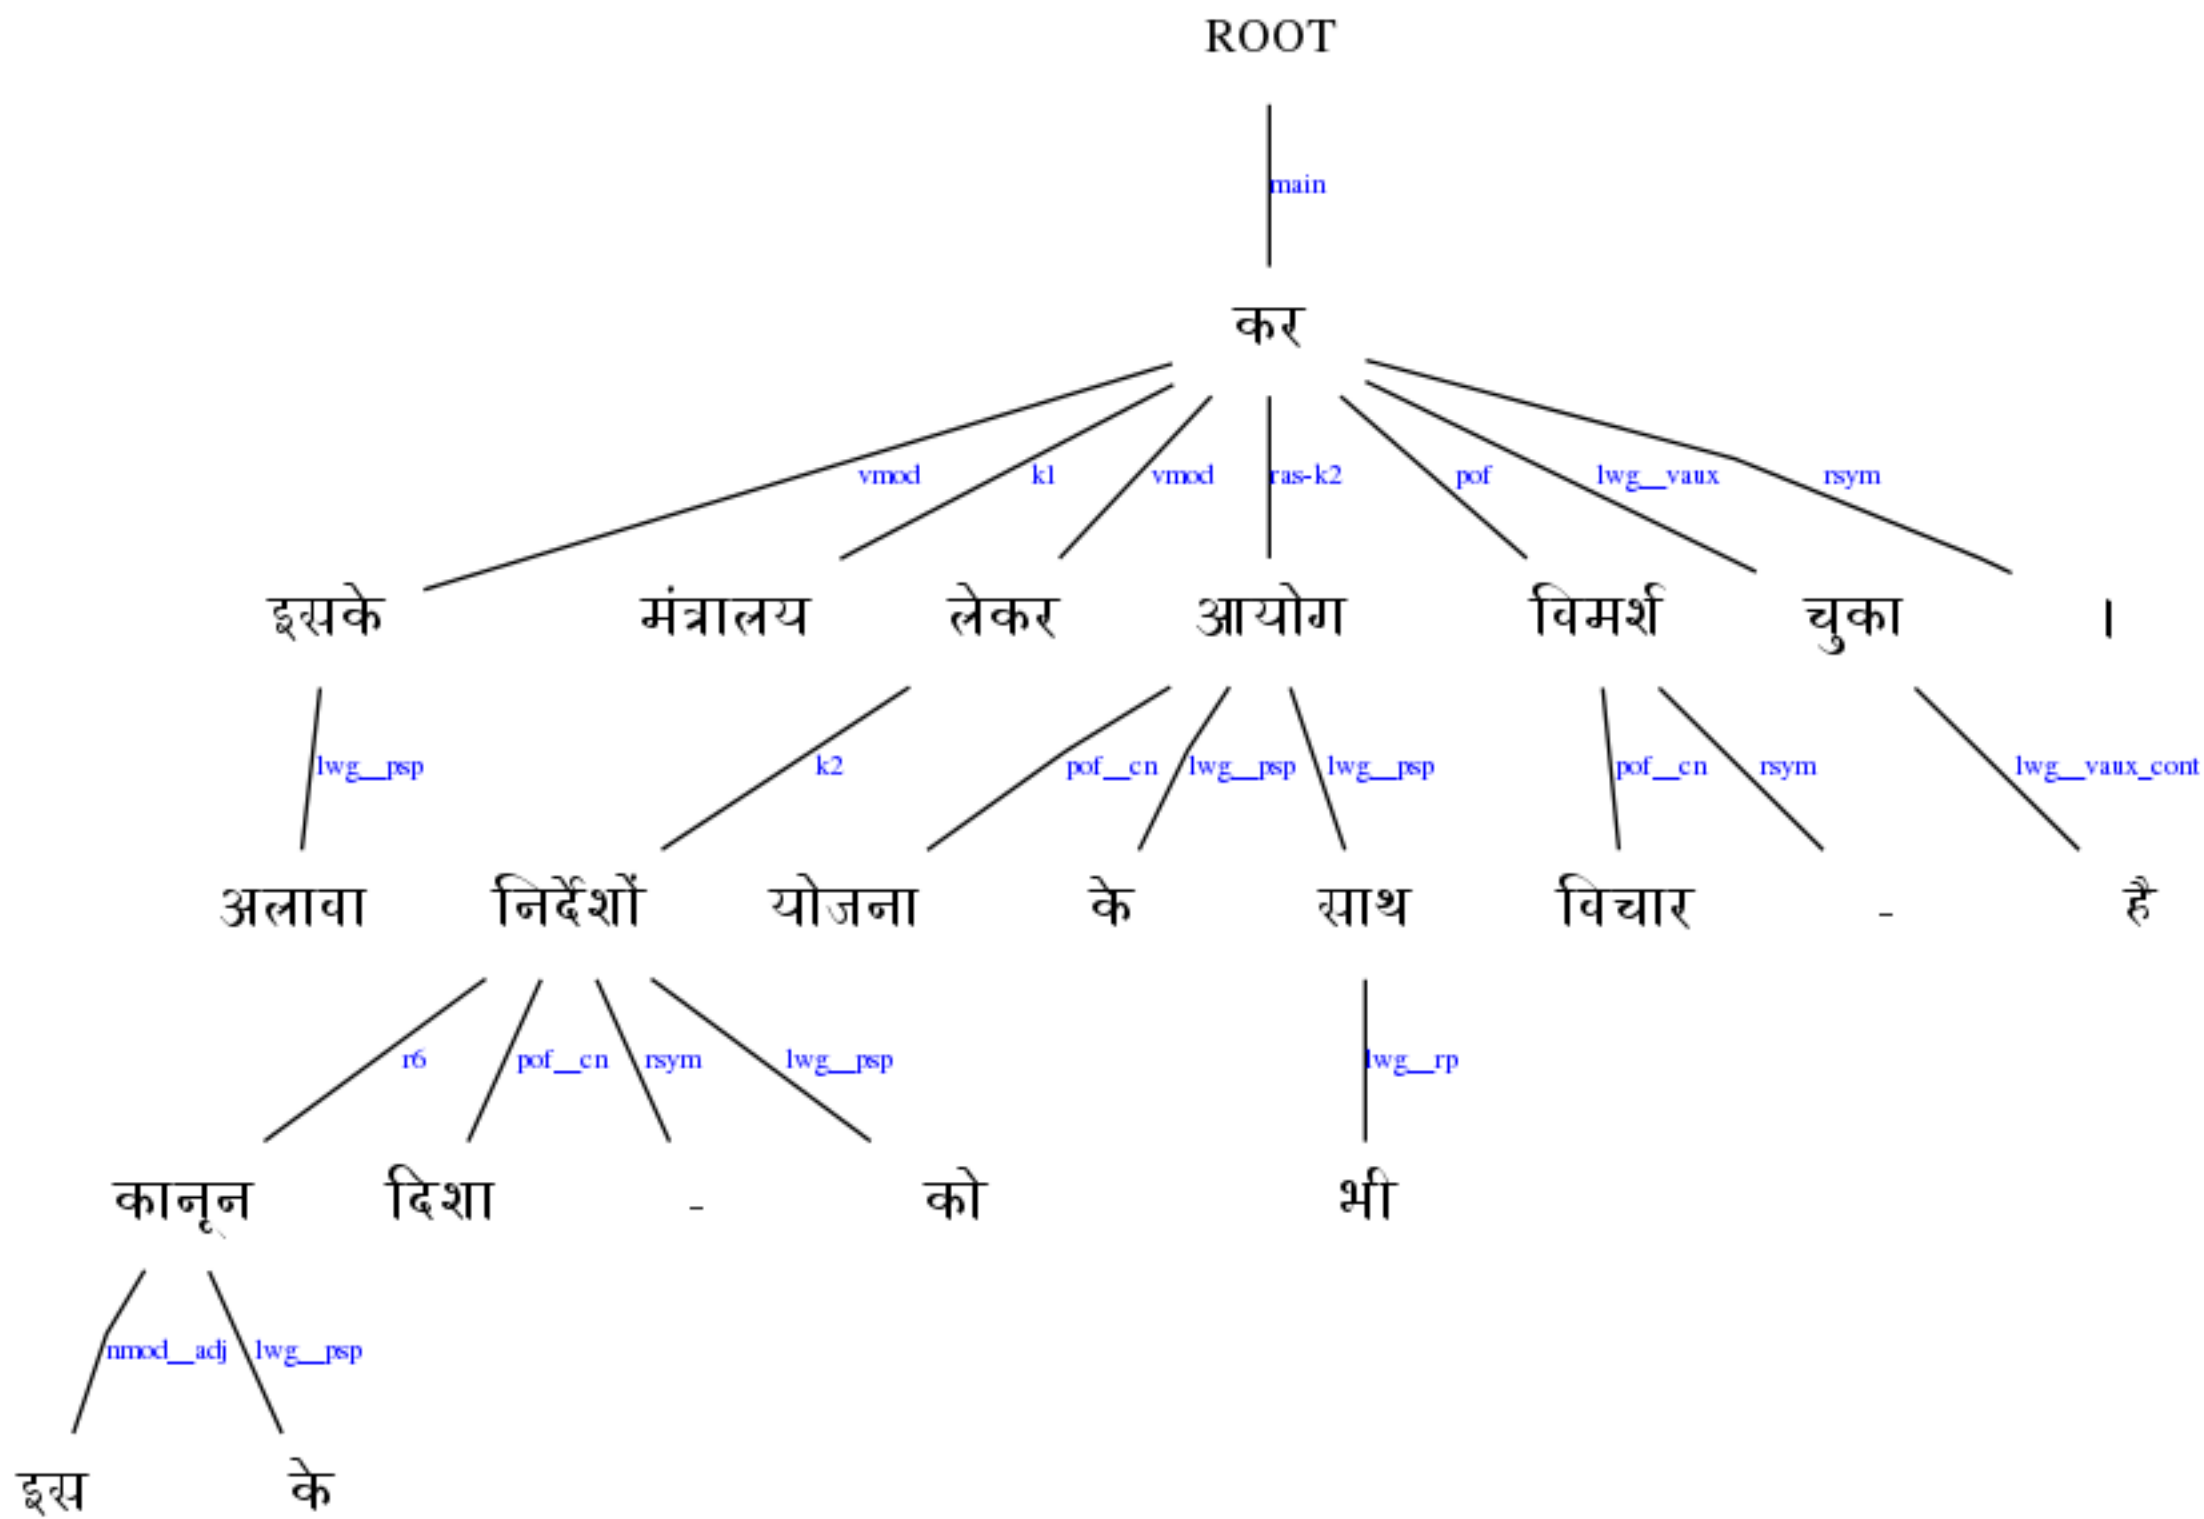 ROOT
main
कर
vmod k1 vmod ras-k2 pof lwg__vaux rsym
इसके मंत्रालय लेकर आयोग विमर्श चुका ।
lwg__psp k2 pof__cn lwg__psp lwg__psp pof__cn rsym lwg__vaux_cont
अलावा निर्देशों योजना के साथ विचार - है
r6 pof__cn rsym lwg__psp lwg__rp
कानून दिशा - को भी
nmod__adj lwg__psp
इस के